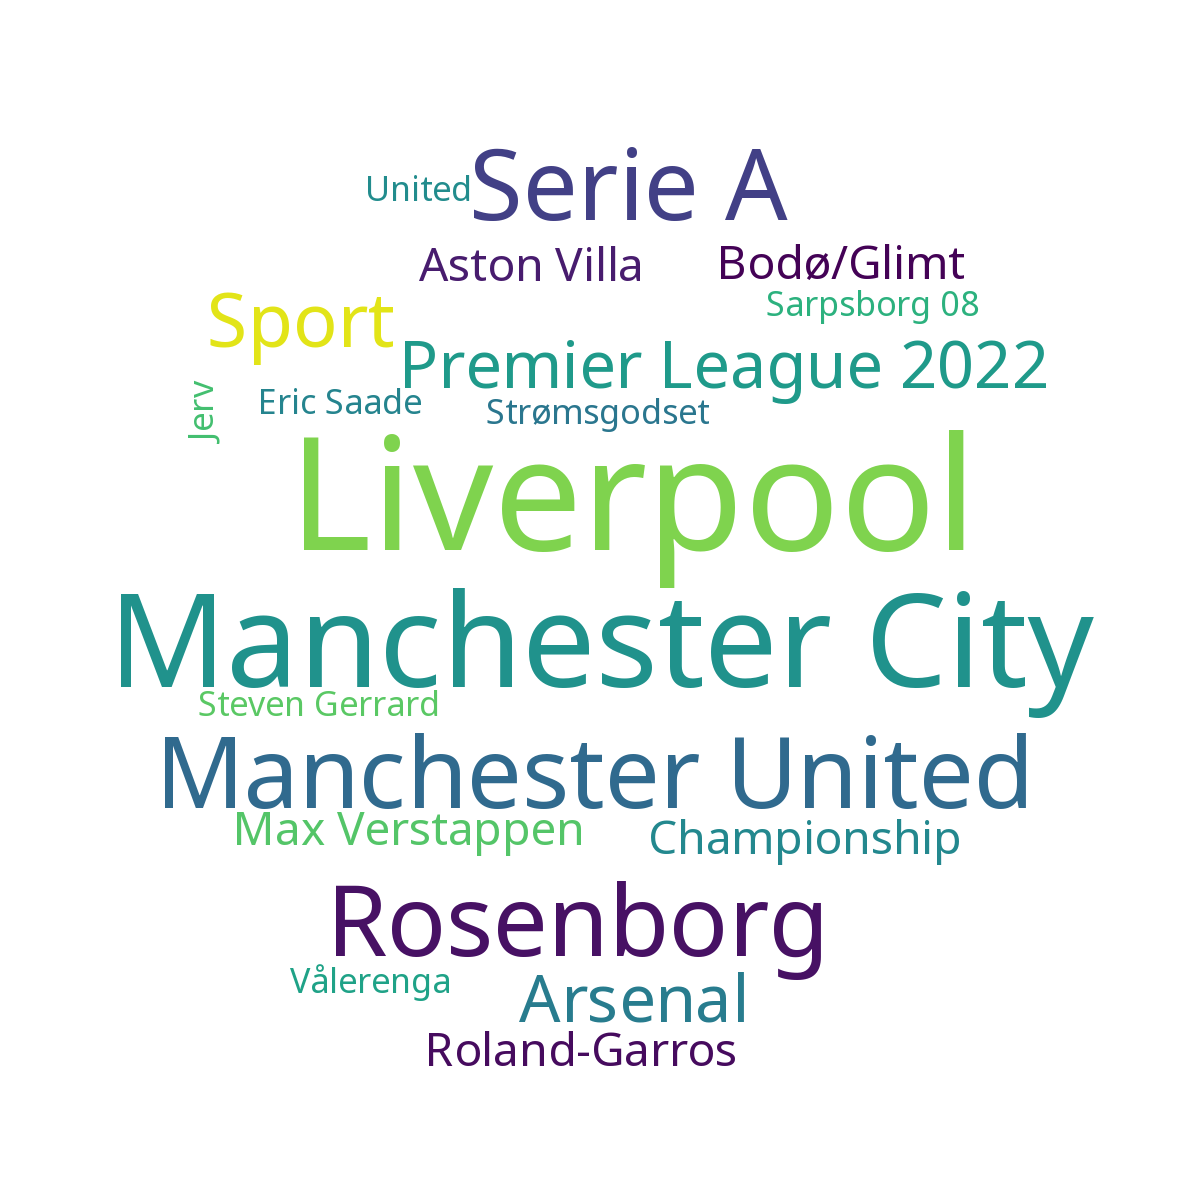 United
Serie A
Aston Villa
Bodø/Glimt
Sarpsborg 08
Sport
Premier League 2022
Jerv
Eric Saade
Strømsgodset
Liverpool
Manchester City
Steven Gerrard
Manchester United
Max Verstappen
Championship
Rosenborg
Vålerenga
Arsenal
Roland-Garros